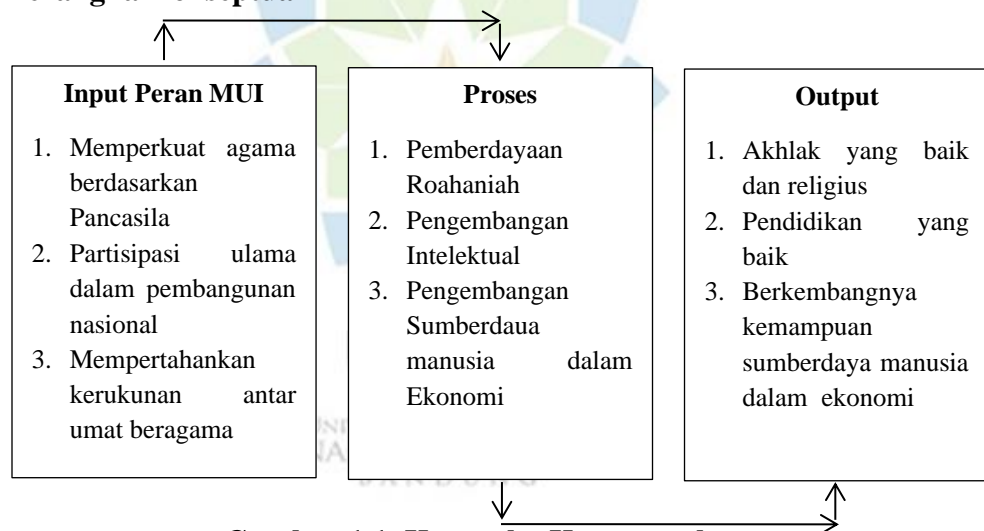 Input Peran MUI
1. Memperkuat agama
berdasarkan
Pancasila
2. Partisipasi ulama
dalam pembangunan
nasional
3. Mempertahankan
kerukunan antar
umat beragama
Proses
1. Pemberdayaan
Roahaniah
2. Pengembangan
Intelektual
3. Pengembangan
Sumberdaua
manusia dalam
Ekonomi
Output
1. Akhlak yang baik
dan religius
2. Pendidikan yang
baik
3. Berkembangnya
kemampuan
sumberdaya manusia
dalam ekonomi